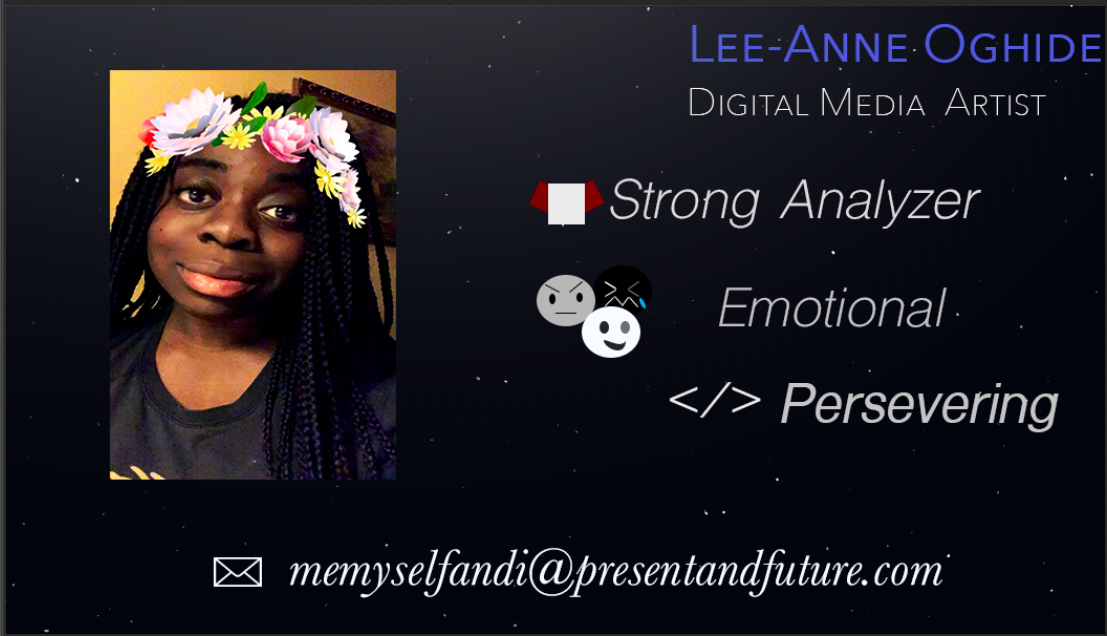 Lee-Anne Oghide
Digital Media Artist
Strong Analyzer
Emotional
</> Persevering
memyselfandi@presentandfuture.com